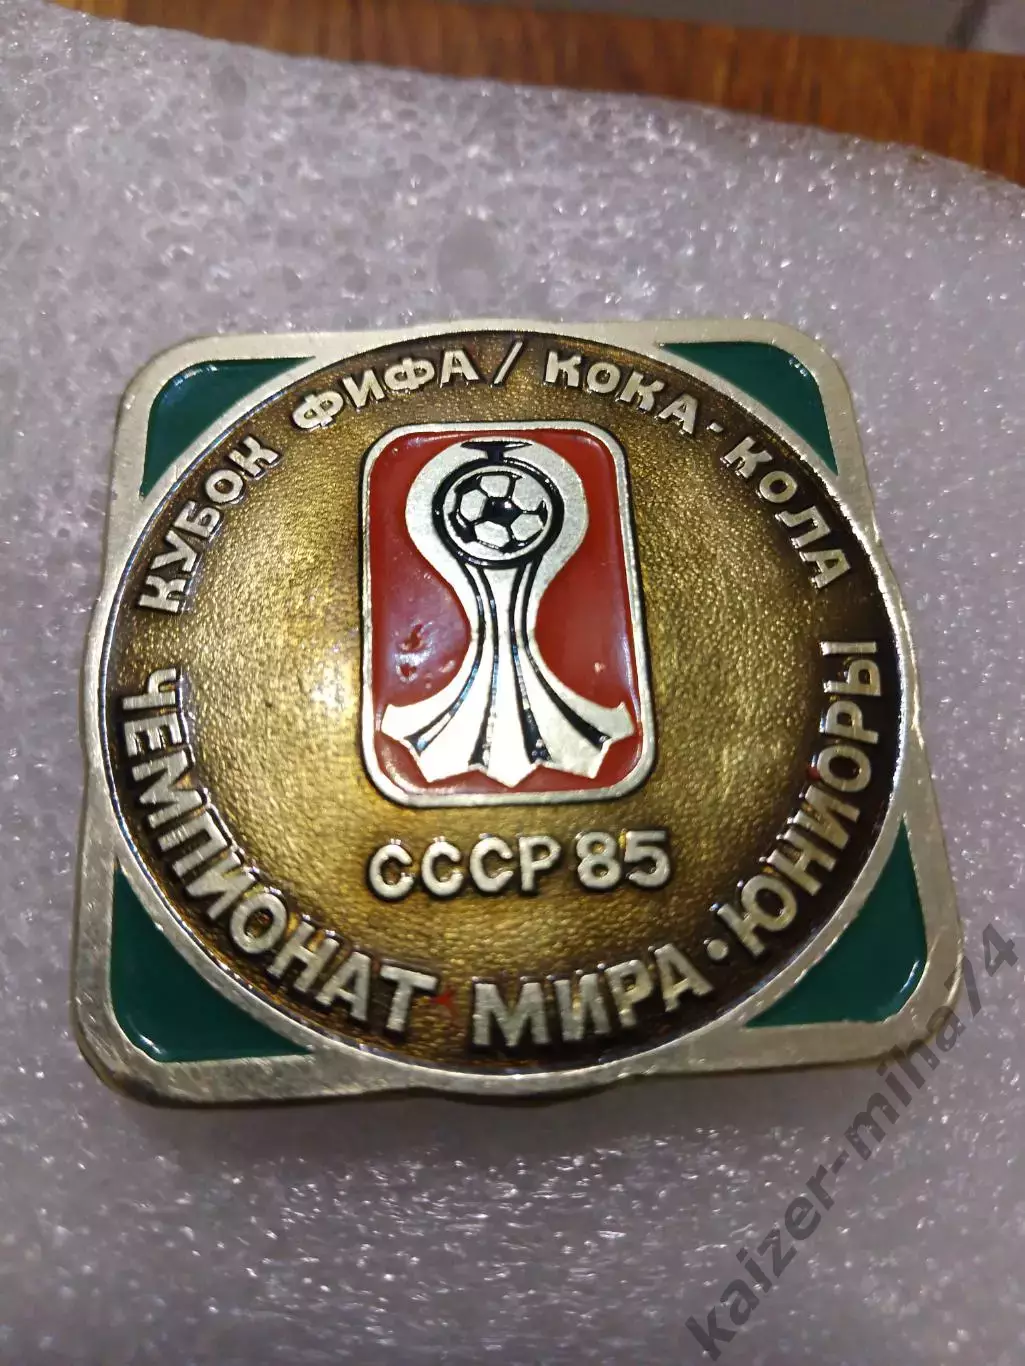 КУБОК ФИФА / КОКА-КОЛА
СССР 85
ЧЕМПИОНАТ МИРА • ЮНИОРЫ
kaizer-miha74